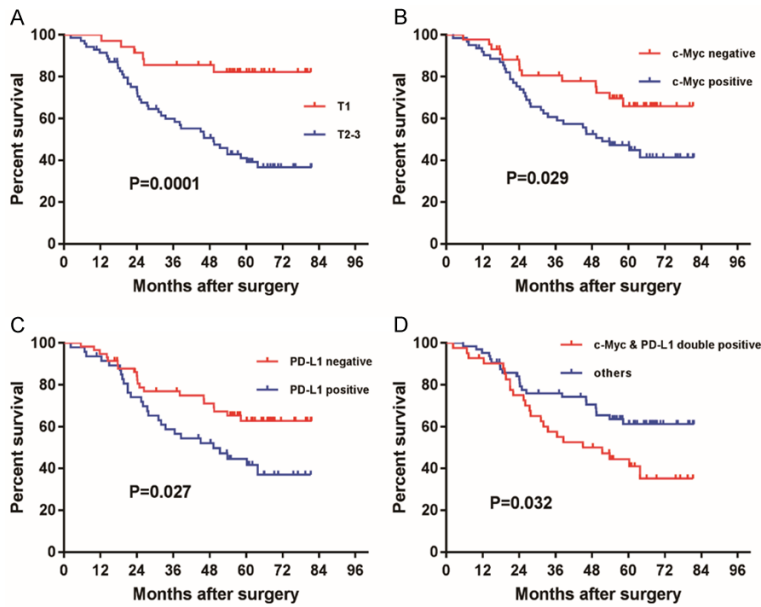 A
Percent survival
100
80
60
40
20
0
T1
T2-3
P=0.0001
0 12 24 36 48 60 72 84 96
Months after surgery
B
Percent survival
100
80
60
40
20
0
c-Myc negative
c-Myc positive
P=0.029
0 12 24 36 48 60 72 84 96
Months after surgery
C
Percent survival
100
80
60
40
20
0
PD-L1 negative
PD-L1 positive
P=0.027
0 12 24 36 48 60 72 84 96
Months after surgery
D
Percent survival
100
80
60
40
20
0
c-Myc & PD-L1 double positive
others
P=0.032
0 12 24 36 48 60 72 84 96
Months after surgery